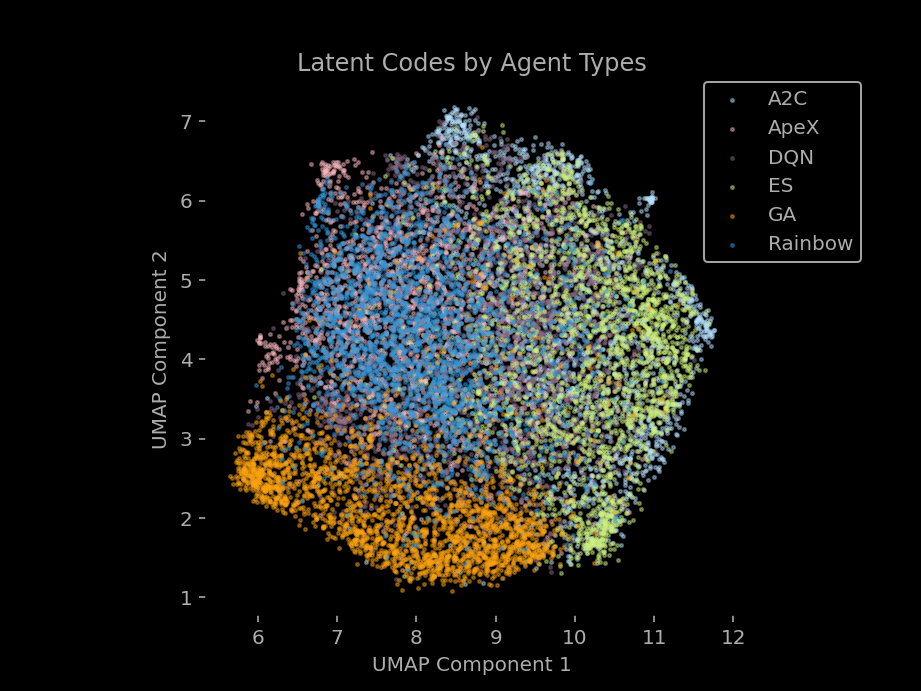 Latent Codes by Agent Types
A2C
ApeX
DQN
ES
GA
Rainbow
7
6
5
4
3
2
1
UMAP Component 2
6 7 8 9 10 11 12
UMAP Component 1